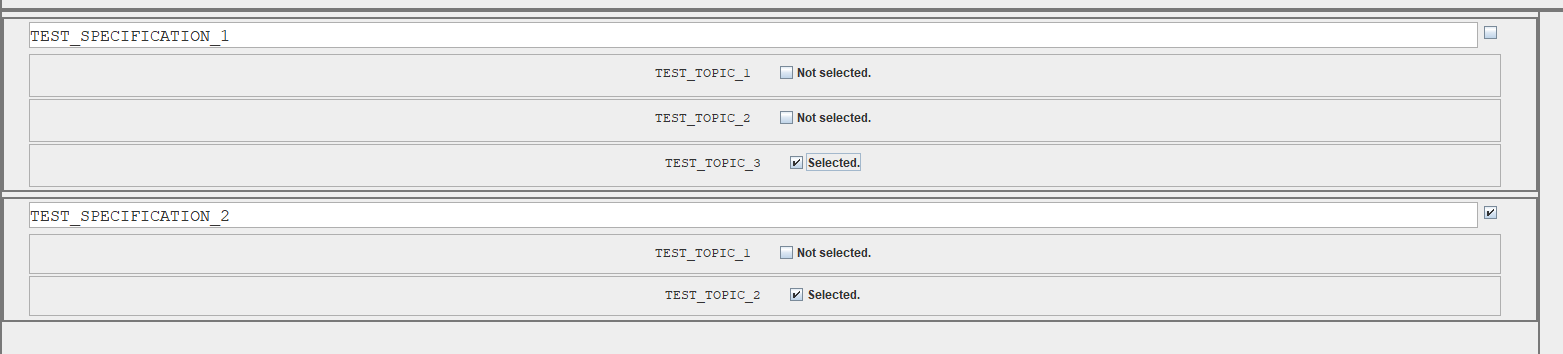 TEST_SPECIFICATION_1
TEST_TOPIC_1 Not selected.
TEST_TOPIC_2 Not selected.
TEST_TOPIC_3 Selected.
TEST_SPECIFICATION_2
TEST_TOPIC_1 Not selected.
TEST_TOPIC_2 Selected.